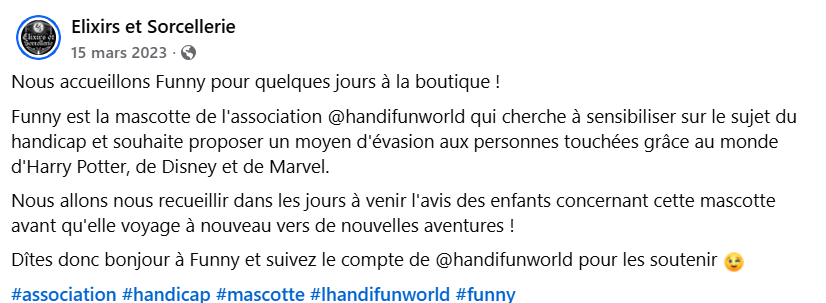 Elixirs et Sorcellerie
Elixirs et
Sorcellerie
15 mars 2023 ·
Nous accueillons Funny pour quelques jours à la boutique !
Funny est la mascotte de l'association @handifunworld qui cherche à sensibiliser sur le sujet du
handicap et souhaite proposer un moyen d'évasion aux personnes touchées grâce au monde
d'Harry Potter, de Disney et de Marvel.
Nous allons nous recueillir dans les jours à venir l'avis des enfants concernant cette mascotte
avant qu'elle voyage à nouveau vers de nouvelles aventures !
Dîtes donc bonjour à Funny et suivez le compte de @handifunworld pour les soutenir 😉
#association #handicap #mascotte #lhandifunworld #funny